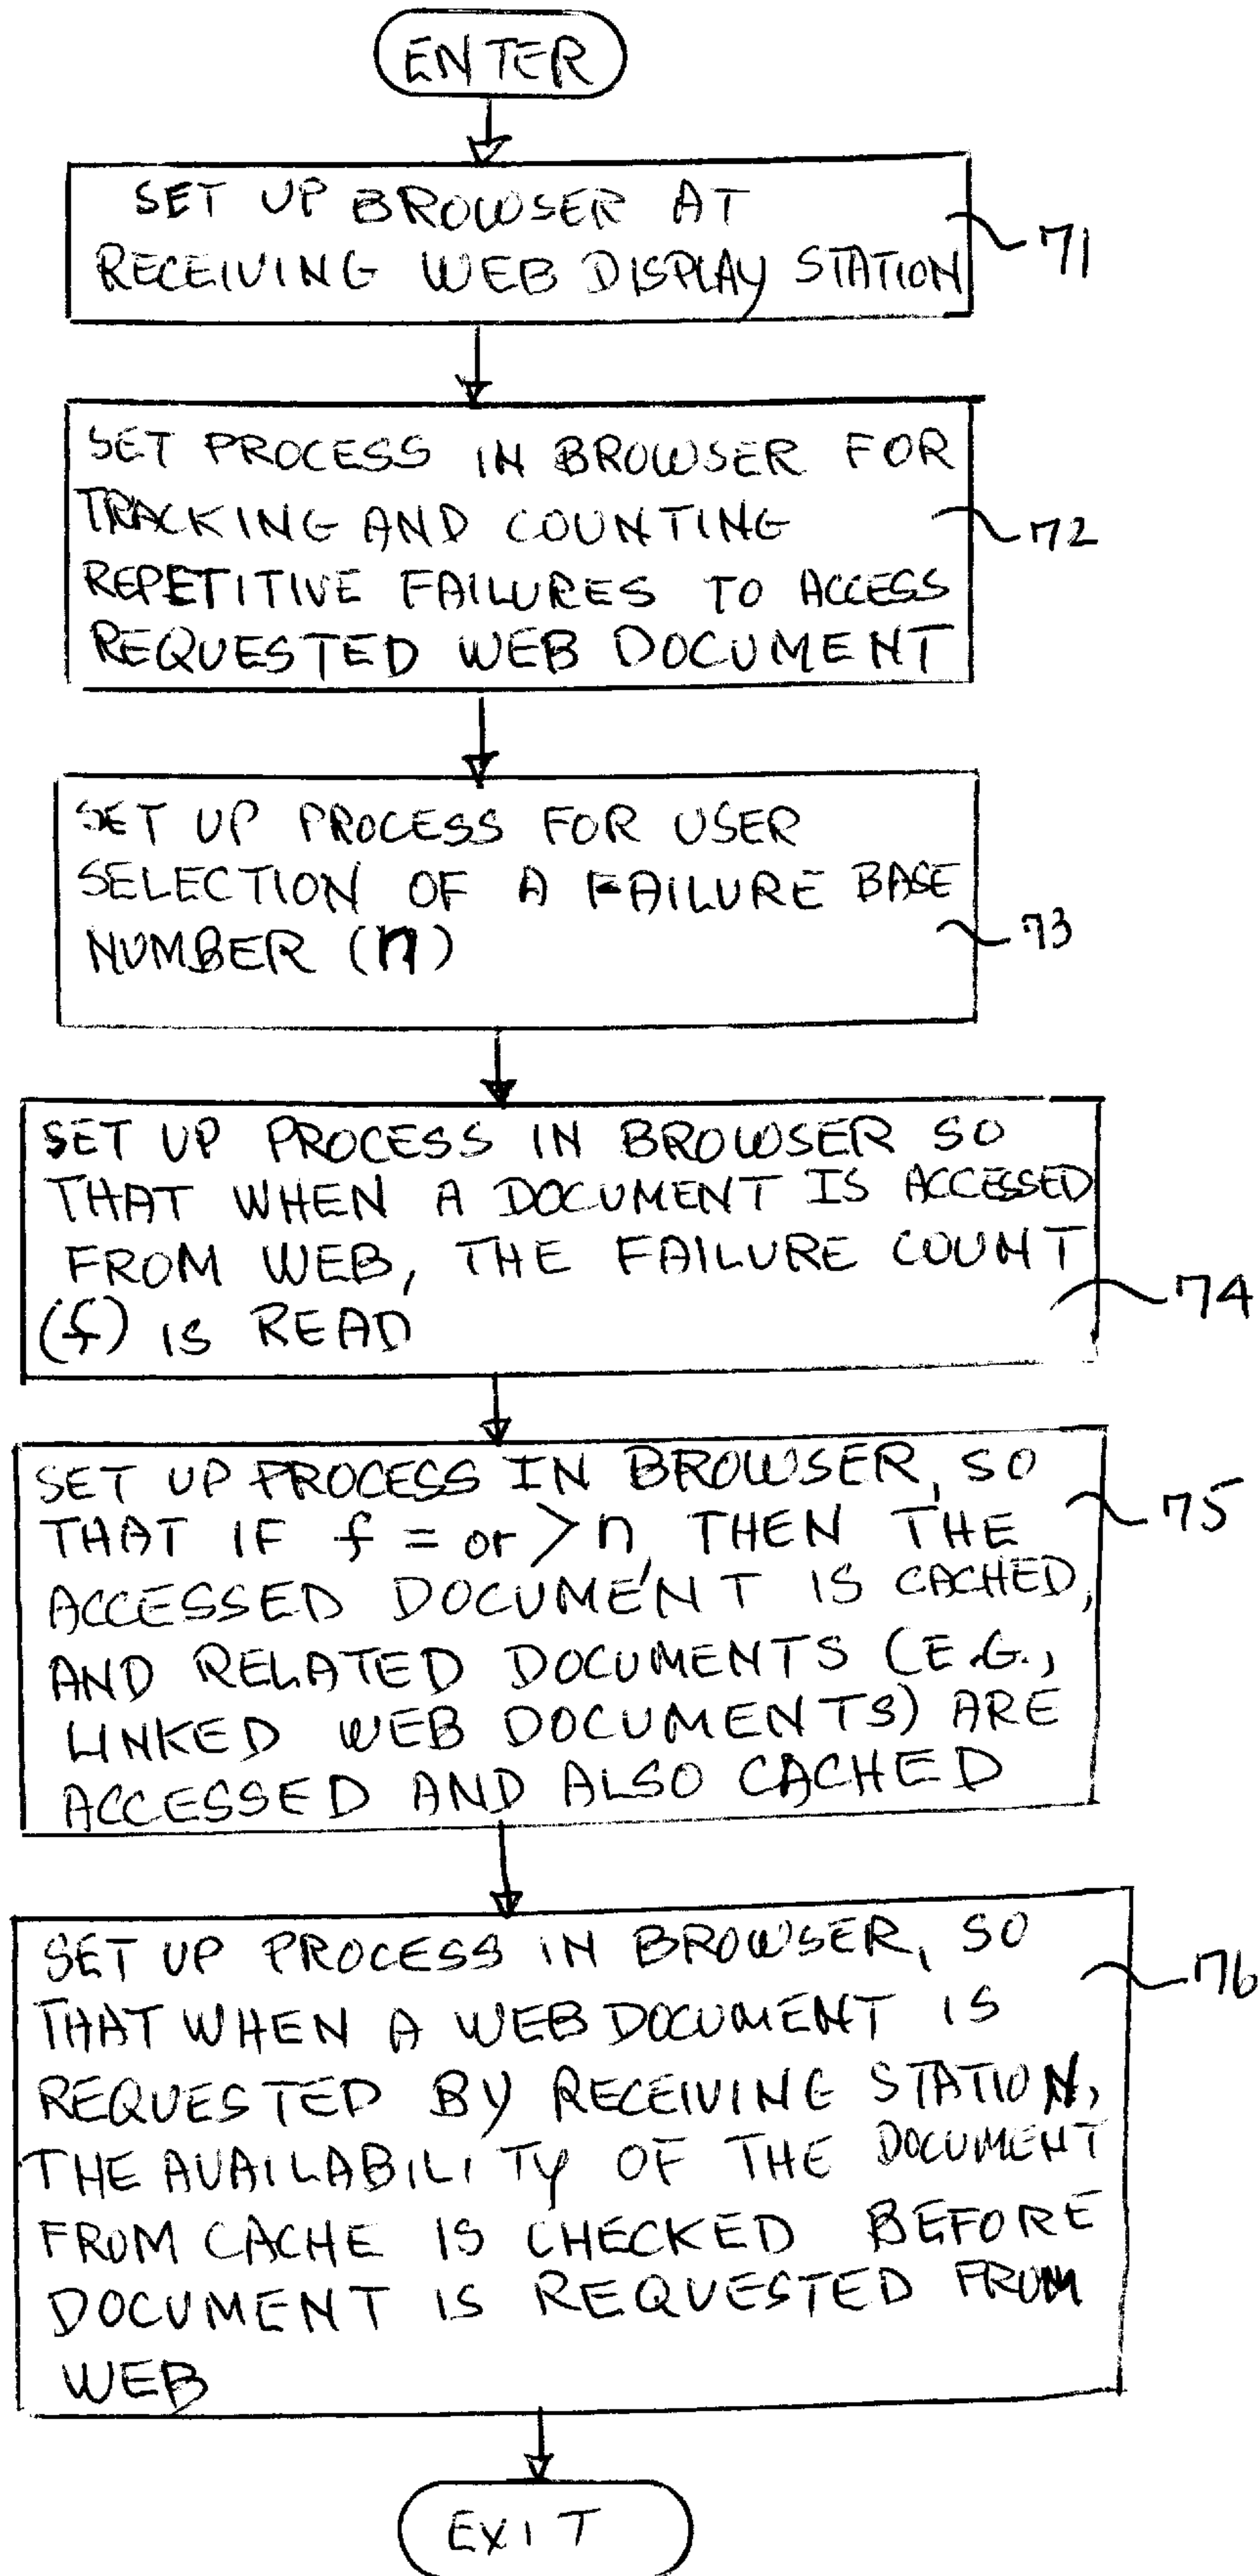 ENTER
SET UP BROWSER AT
RECEIVING WEB DISPLAY STATION
71
SET PROCESS IN BROWSER FOR
TRACKING AND COUNTING
REPETITIVE FAILURES TO ACCESS
REQUESTED WEB DOCUMENT
72
SET UP PROCESS FOR USER
SELECTION OF A FAILURE BASE
NUMBER (n)
73
SET UP PROCESS IN BROWSER SO
THAT WHEN A DOCUMENT IS ACCESSED
FROM WEB, THE FAILURE COUNT
(f) IS READ
74
SET UP PROCESS IN BROWSER, SO
THAT IF f = or > n, THEN THE
ACCESSED DOCUMENT IS CACHED,
AND RELATED DOCUMENTS (E.G.,
LINKED WEB DOCUMENTS) ARE
ACCESSED AND ALSO CACHED
75
SET UP PROCESS IN BROWSER, SO
THAT WHEN A WEB DOCUMENT IS
REQUESTED BY RECEIVING STATION,
THE AVAILABILITY OF THE DOCUMENT
FROM CACHE IS CHECKED BEFORE
DOCUMENT IS REQUESTED FROM
WEB
76
EXIT